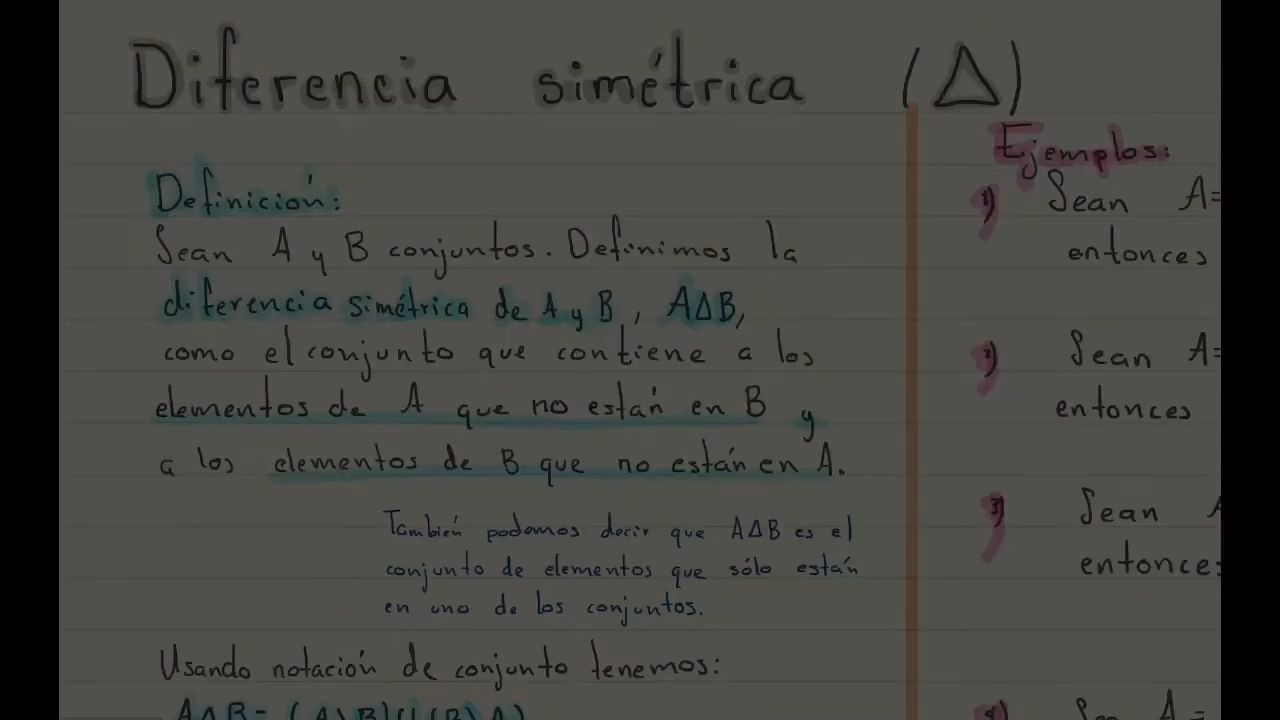 Diferencia simétrica (Δ)
Definición:
Sean A y B conjuntos. Definimos la
diferencia simétrica de A y B, AΔB,
como el conjunto que contiene a los
elementos de A que no están en B y
a los elementos de B que no están en A.
También podemos decir que AΔB es el
conjunto de elementos que sólo están
en uno de los conjuntos.
Usando notación de conjunto tenemos:
AΔB = (A\B)∪(B\A)
Ejemplos:
1) Sean A=
entonces
2) Sean A=
entonces
3) Sean A
entonces
4) Sean A=